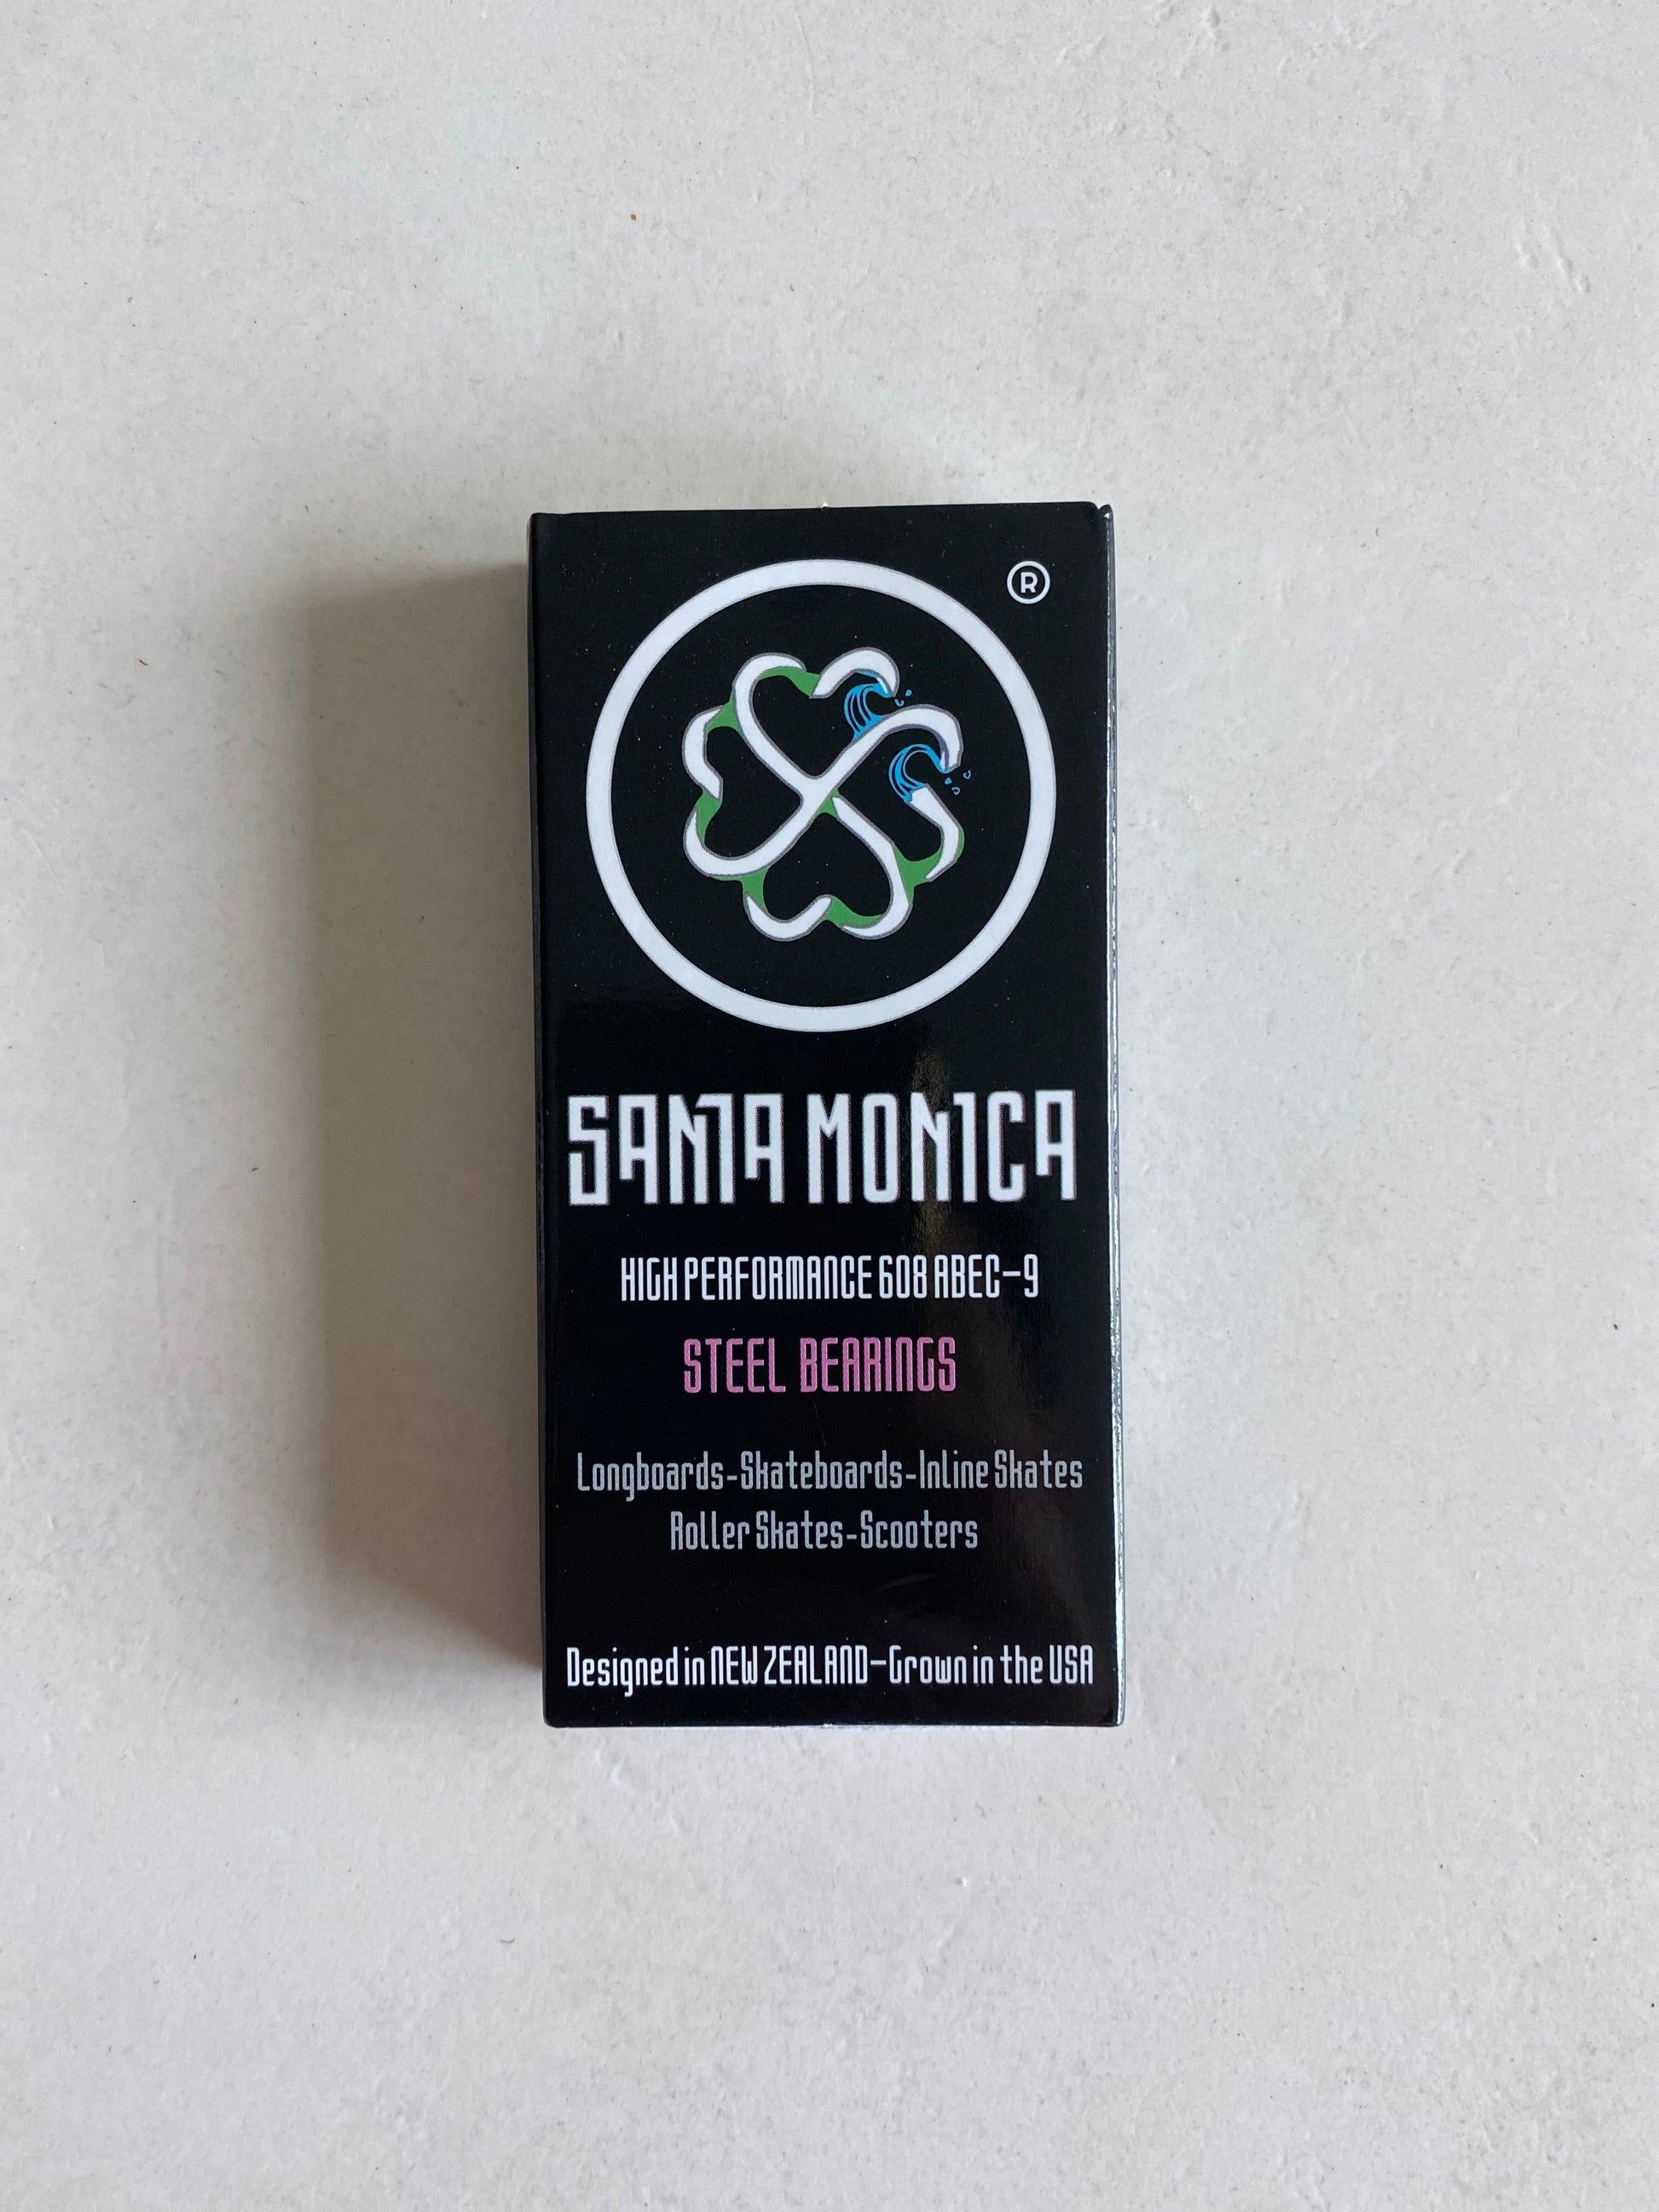 ®
SANTA MONICA
HIGH PERFORMANCE 608 ABEC-9
STEEL BEARINGS
Longboards-Skateboards-Inline Skates
Roller Skates-Scooters
Designed in NEW ZEALAND-Grown in the USA